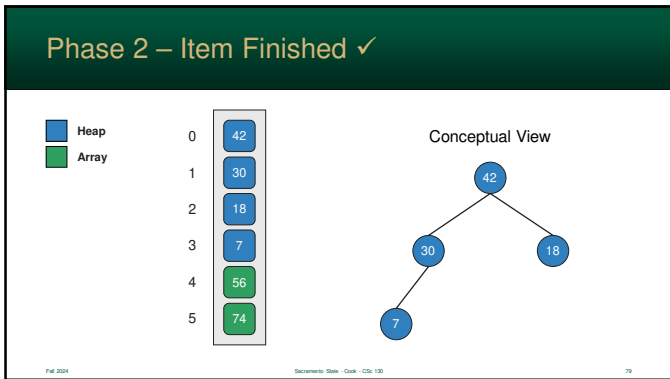 Phase 2 – Item Finished ✓
Heap
Array
0
42
1
30
2
18
3
7
4
56
5
74
Conceptual View
42
30
18
7
Fall 2024
Sacramento State - Cook - CSc 130
79